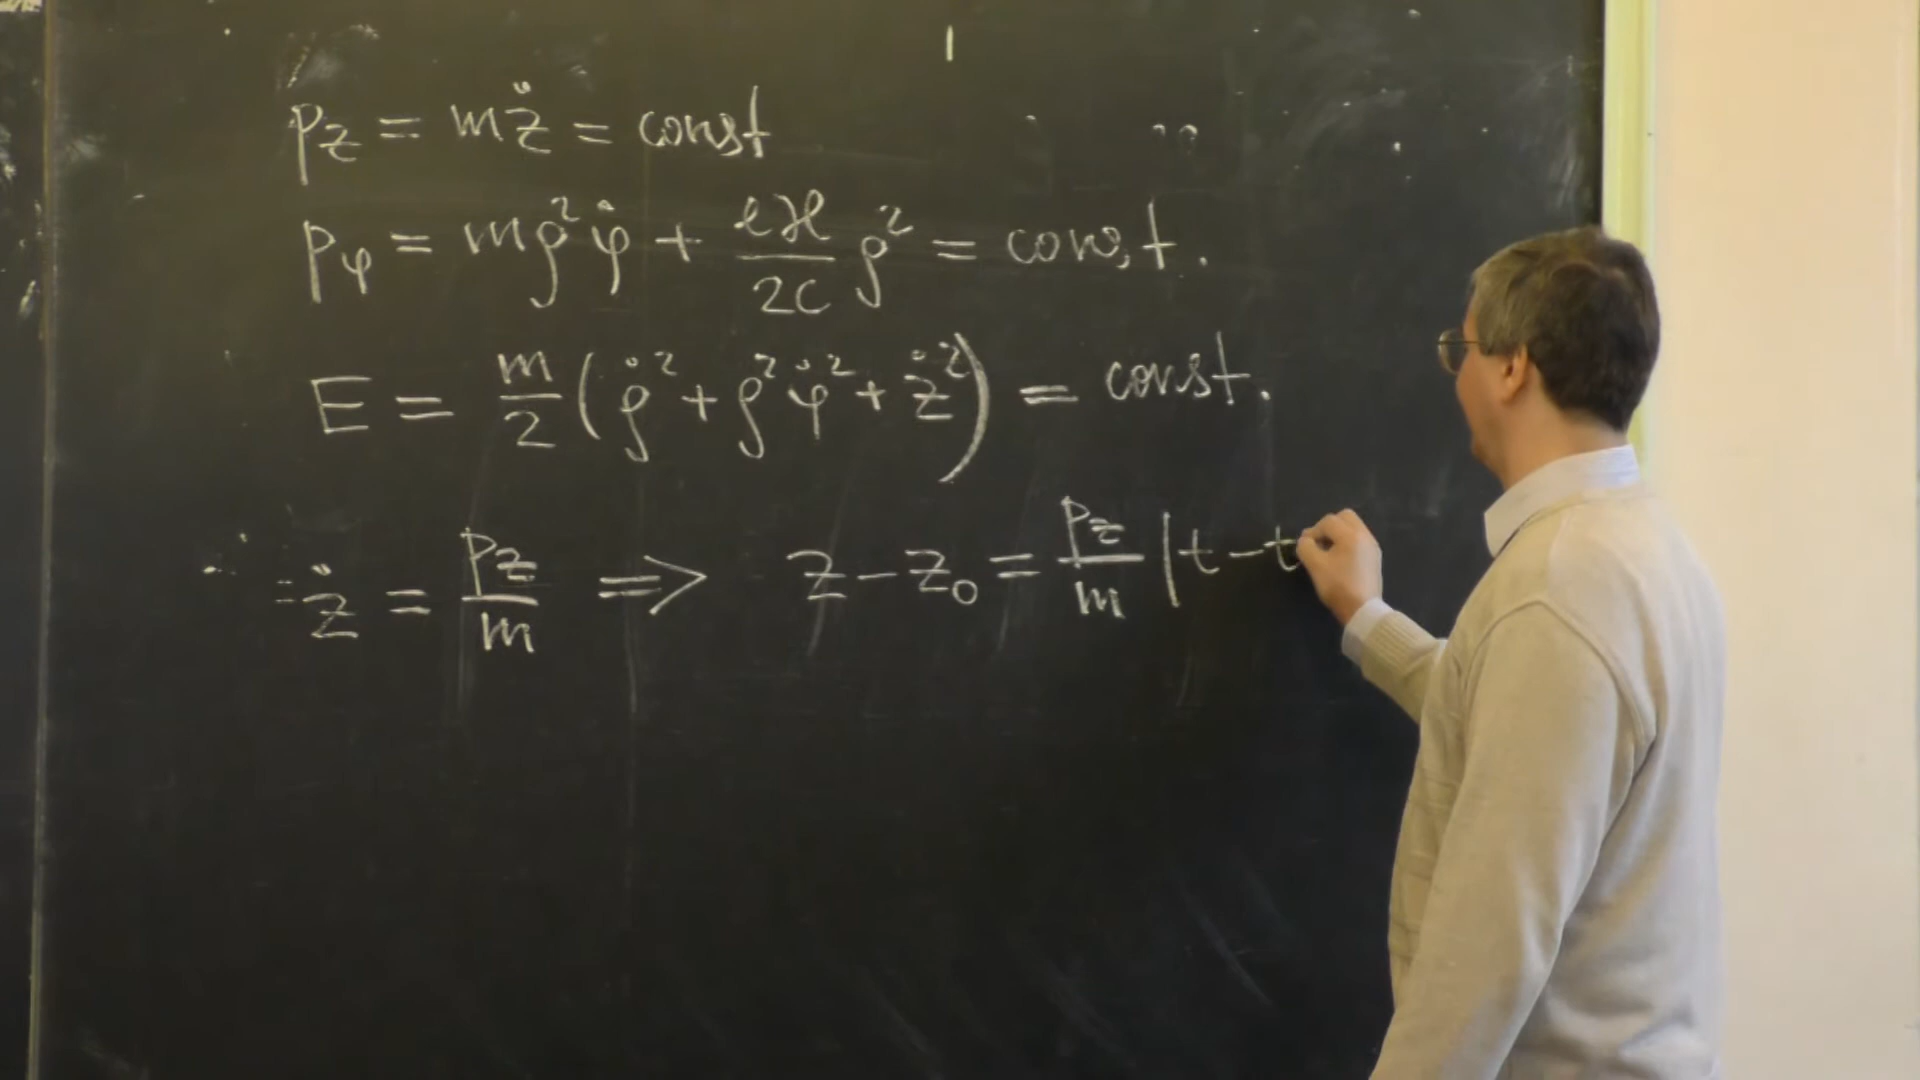 p_z = mż = const
p_φ = mρ²φ̇ + eℋ/2c ρ² = const.
E = m/2 (ρ̇² + ρ²φ̇² + ż²) = const.
ż = p_z/m => z - z₀ = p_z/m (t - t